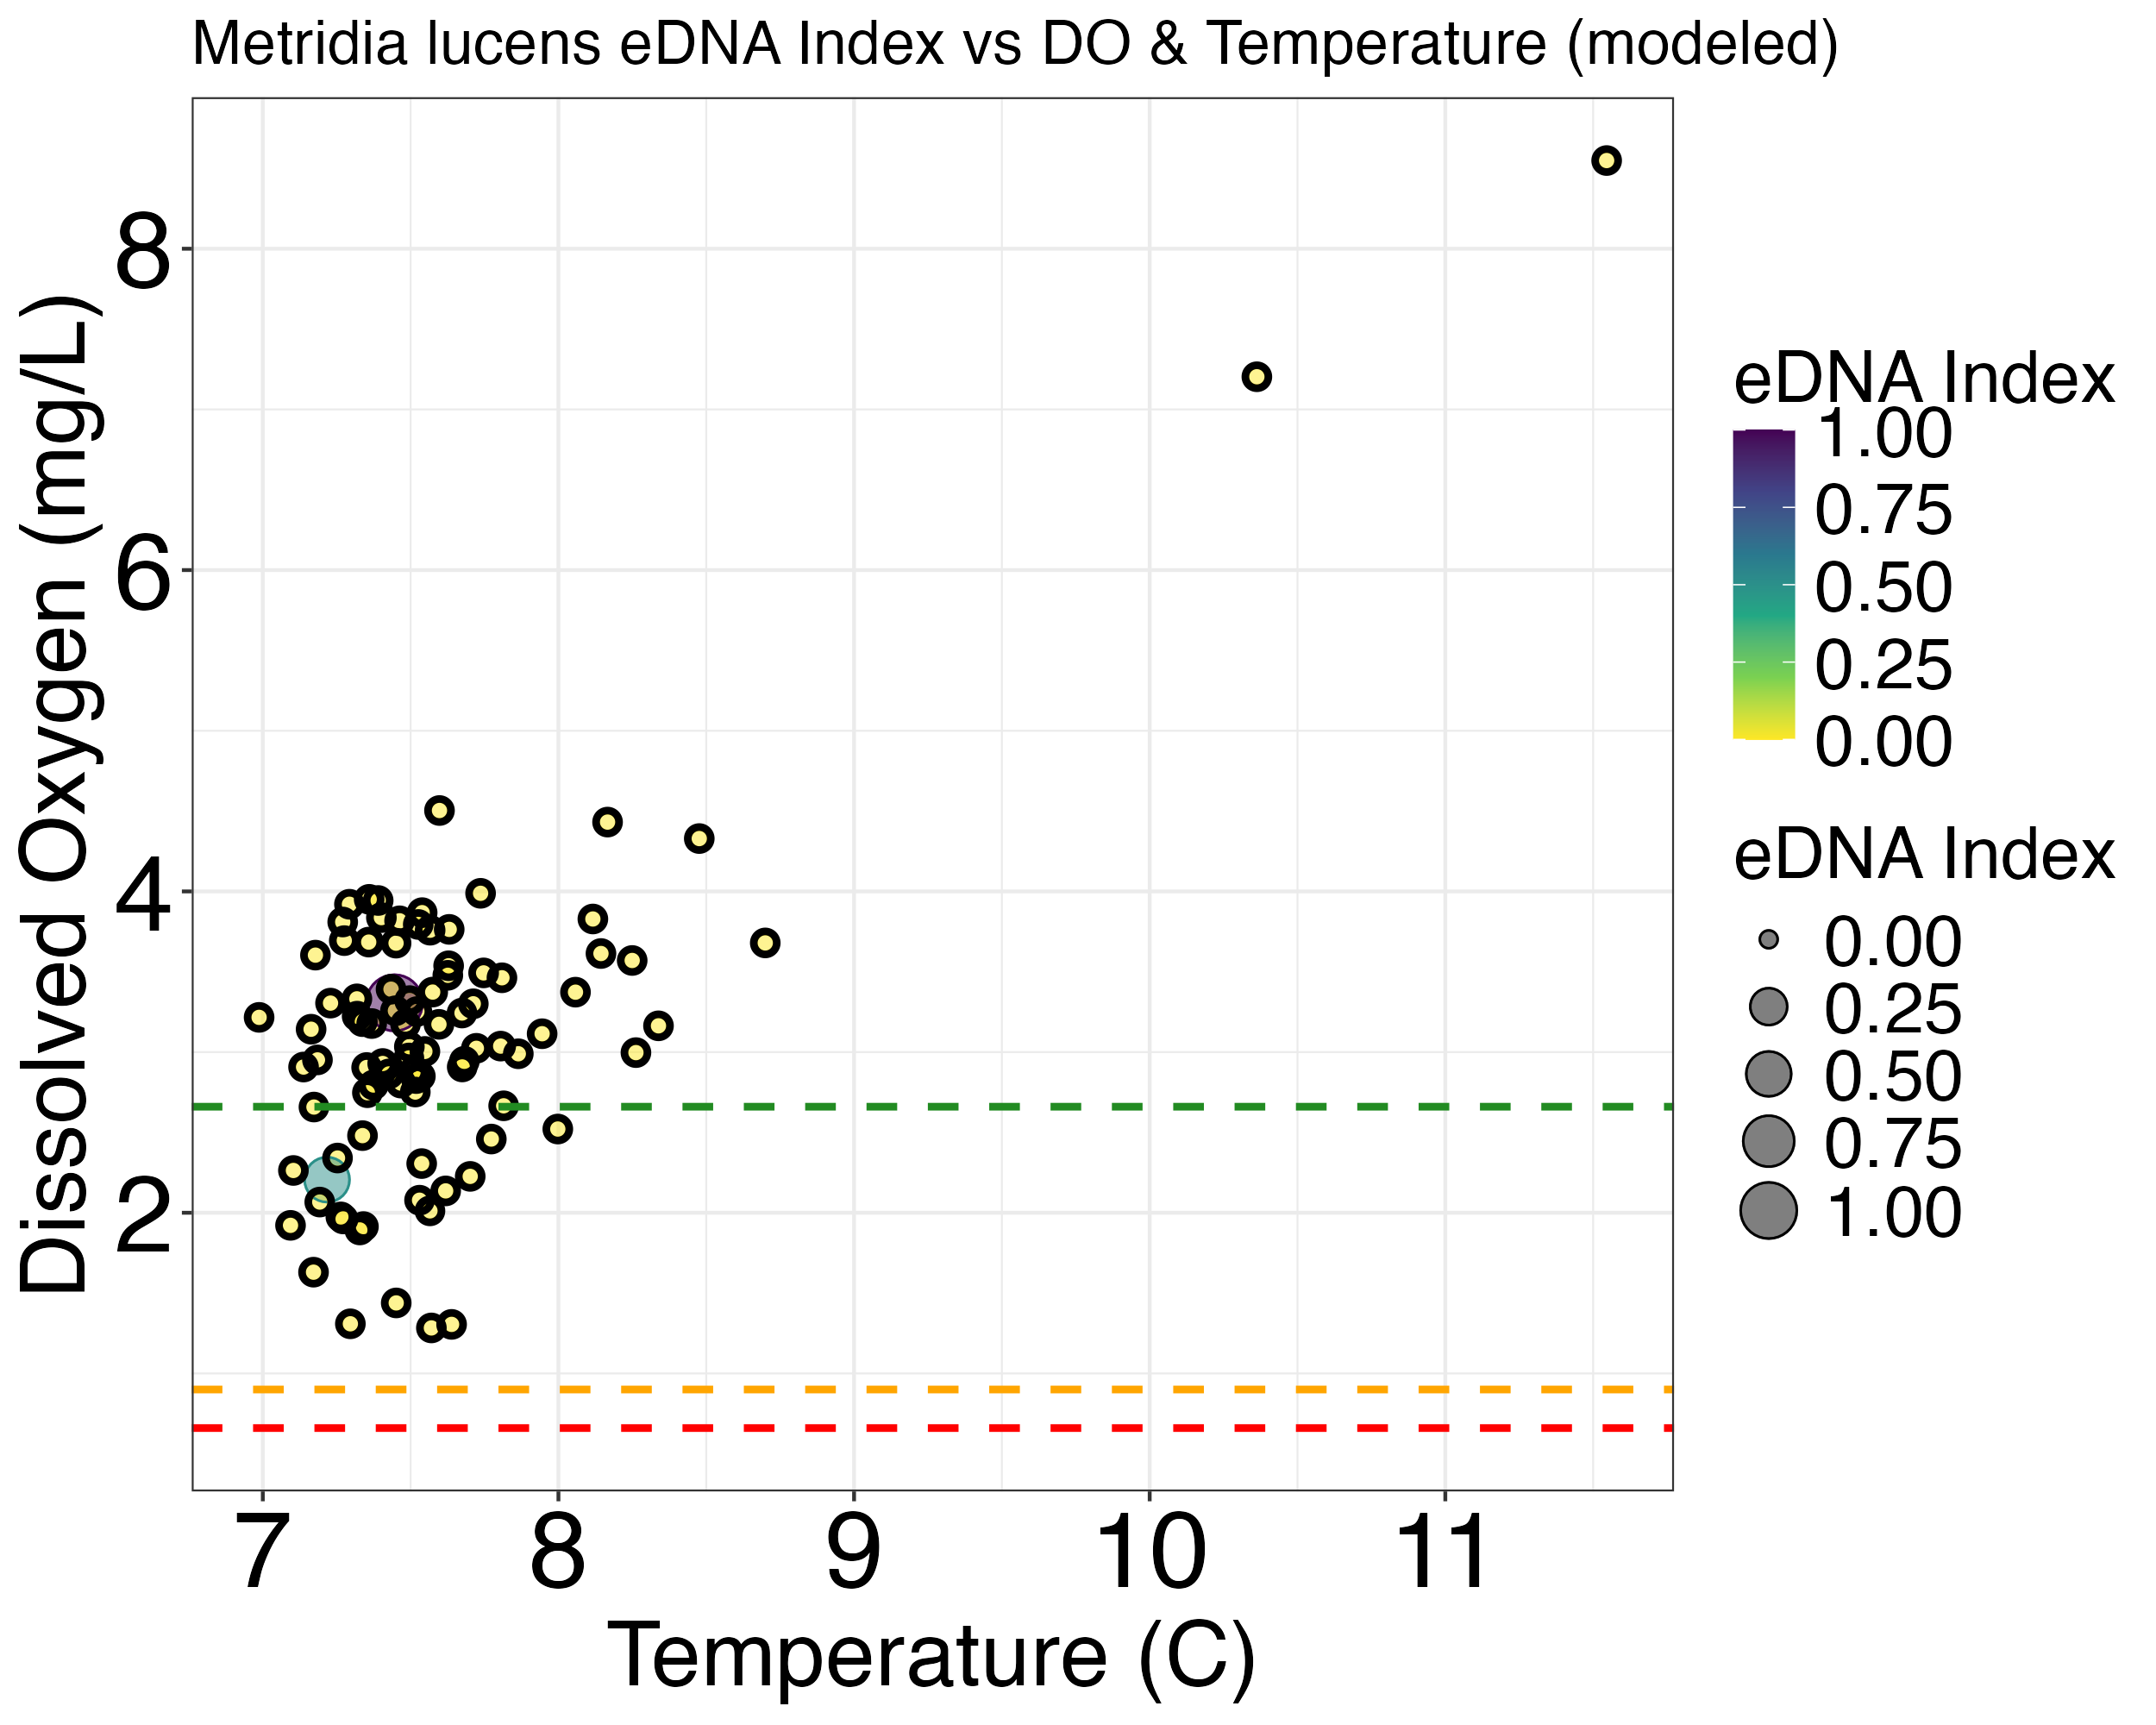 Metridia lucens eDNA Index vs DO & Temperature (modeled)
Dissolved Oxygen (mg/L)
8
6
4
2
7 8 9 10 11
Temperature (C)
eDNA Index
1.00
0.75
0.50
0.25
0.00
eDNA Index
0.00
0.25
0.50
0.75
1.00